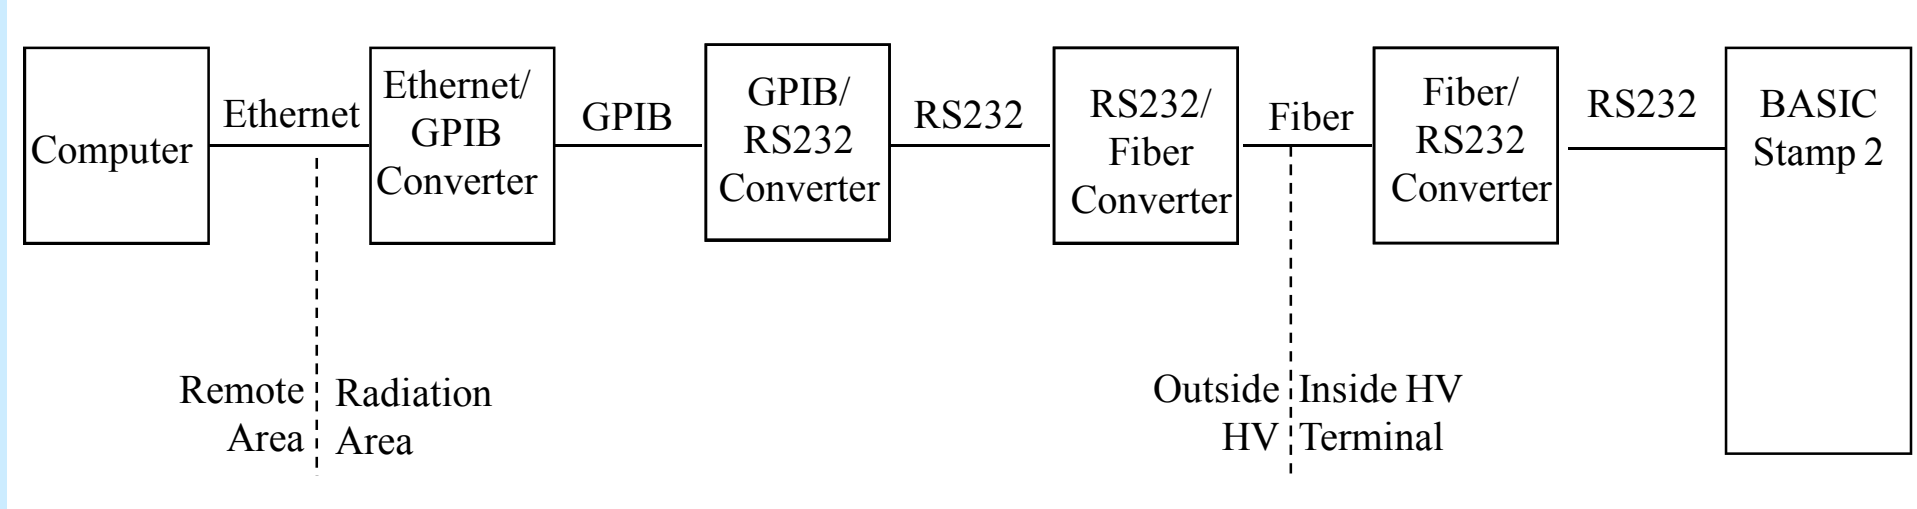 Computer
Ethernet
Ethernet/
GPIB
Converter
GPIB
GPIB/
RS232
Converter
RS232
RS232/
Fiber
Converter
Fiber
Fiber/
RS232
Converter
RS232
BASIC
Stamp 2
Remote
Area
Radiation
Area
Outside
HV
Inside HV
Terminal